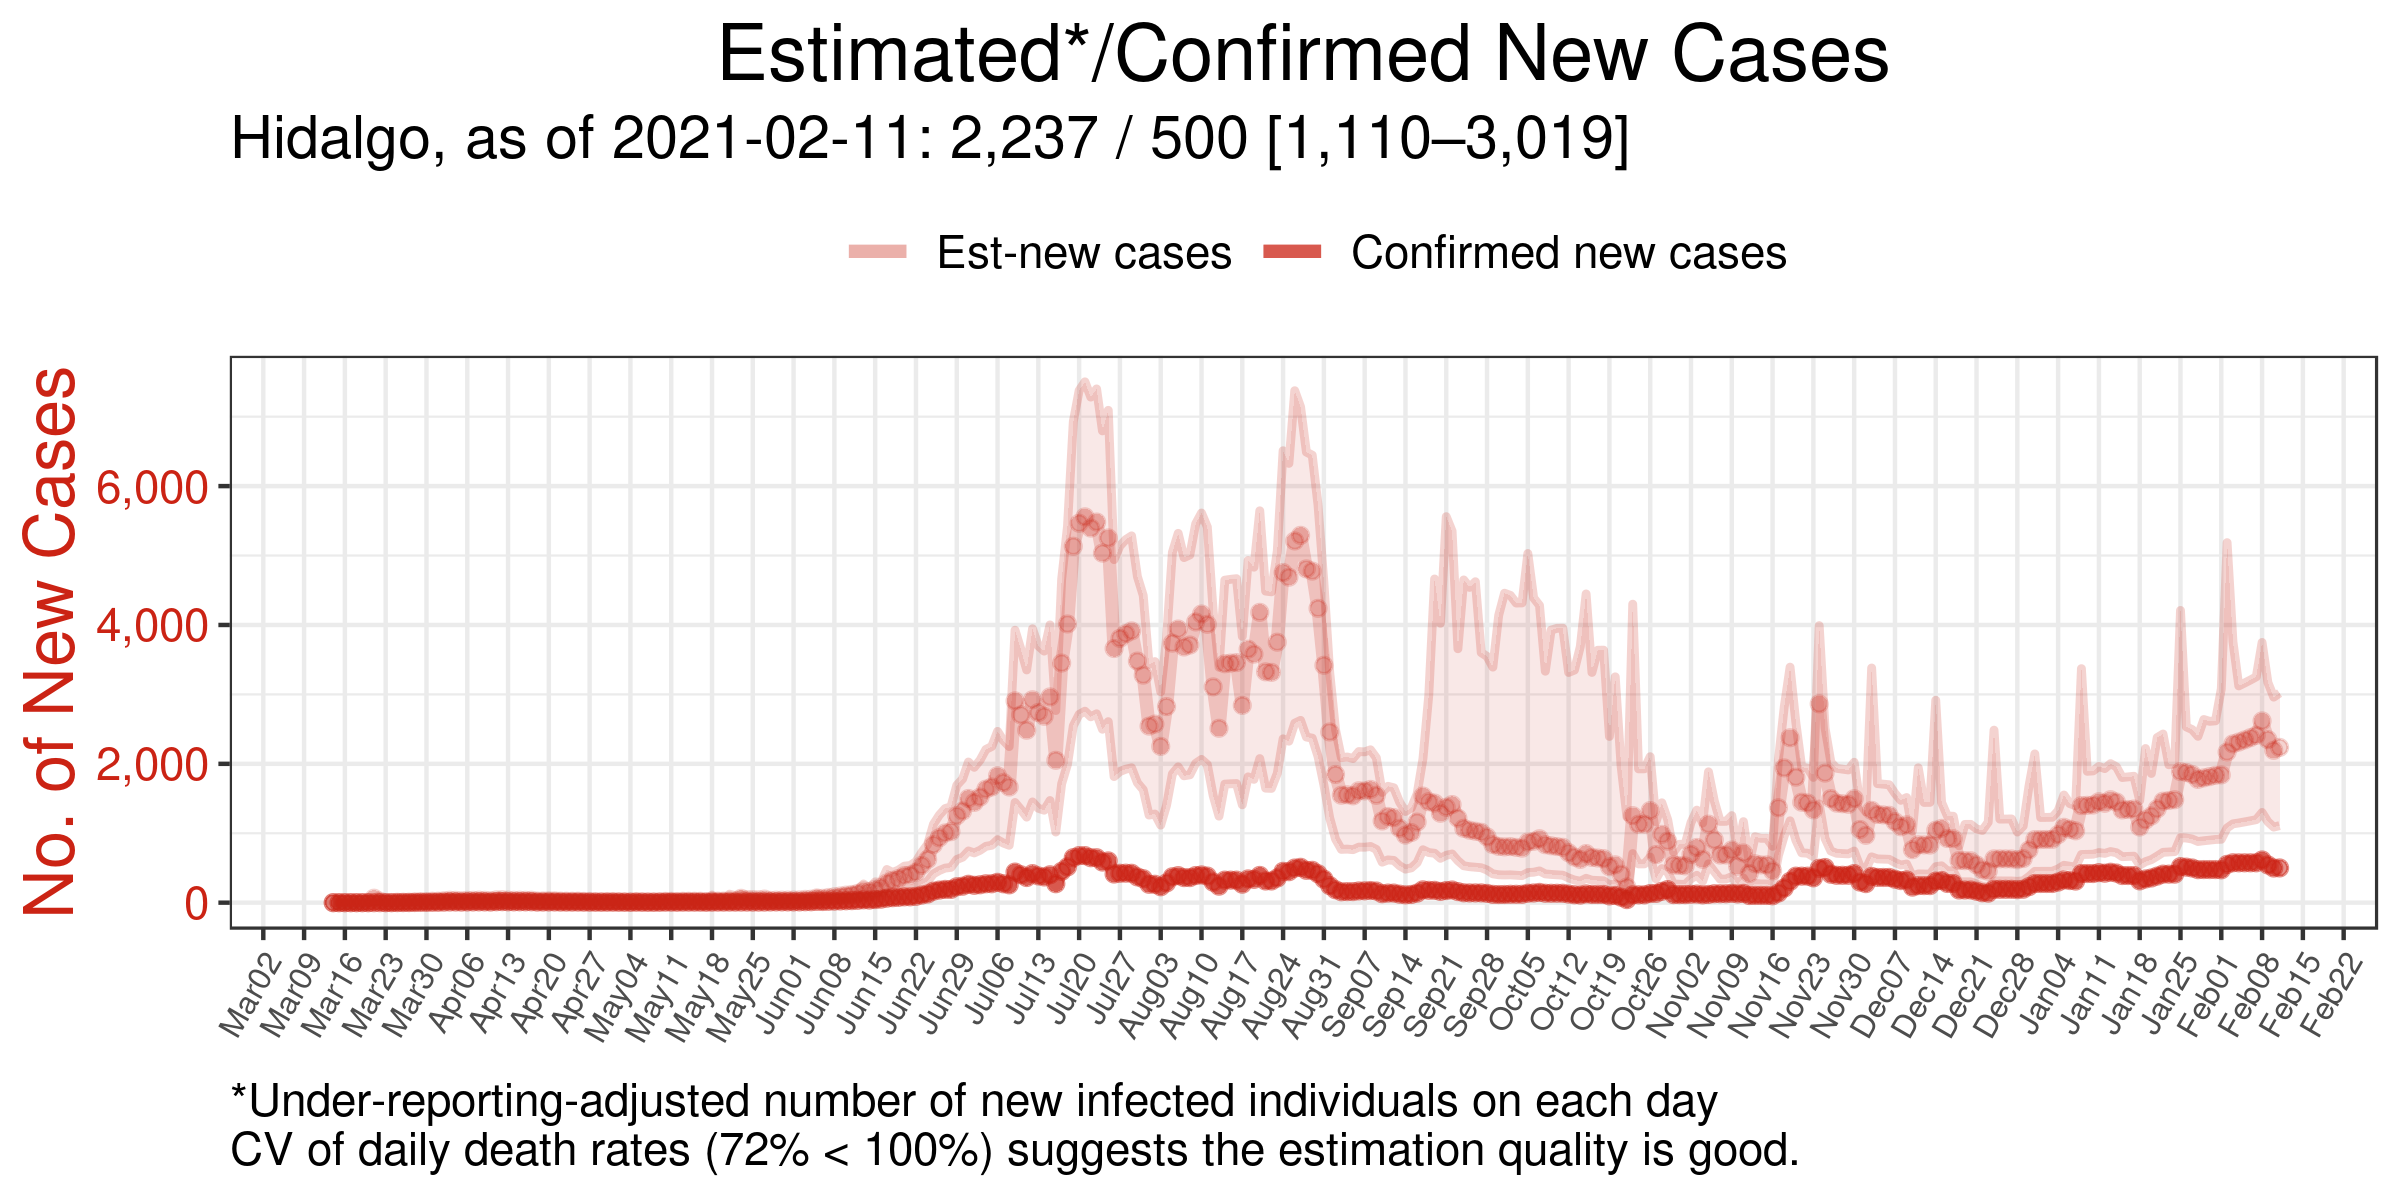 Estimated*/Confirmed New Cases
Hidalgo, as of 2021-02-11: 2,237 / 500 [1,110–3,019]
Est-new cases
Confirmed new cases
No. of New Cases
6,000
4,000
2,000
0
Mar02
Mar09
Mar16
Mar23
Mar30
Apr06
Apr13
Apr20
Apr27
May04
May11
May18
May25
Jun01
Jun08
Jun15
Jun22
Jun29
Jul06
Jul13
Jul20
Jul27
Aug03
Aug10
Aug17
Aug24
Aug31
Sep07
Sep14
Sep21
Sep28
Oct05
Oct12
Oct19
Oct26
Nov02
Nov09
Nov16
Nov23
Nov30
Dec07
Dec14
Dec21
Dec28
Jan04
Jan11
Jan18
Jan25
Feb01
Feb08
Feb15
Feb22
*Under-reporting-adjusted number of new infected individuals on each day
CV of daily death rates (72% < 100%) suggests the estimation quality is good.